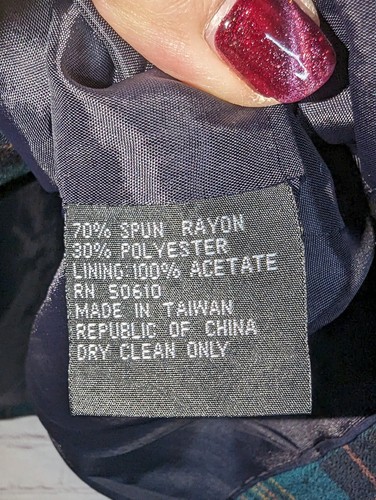 70% SPUN RAYON
30% POLYESTER
LINING:100% ACETATE
RN 50610
MADE IN TAIWAN
REPUBLIC OF CHINA
DRY CLEAN ONLY